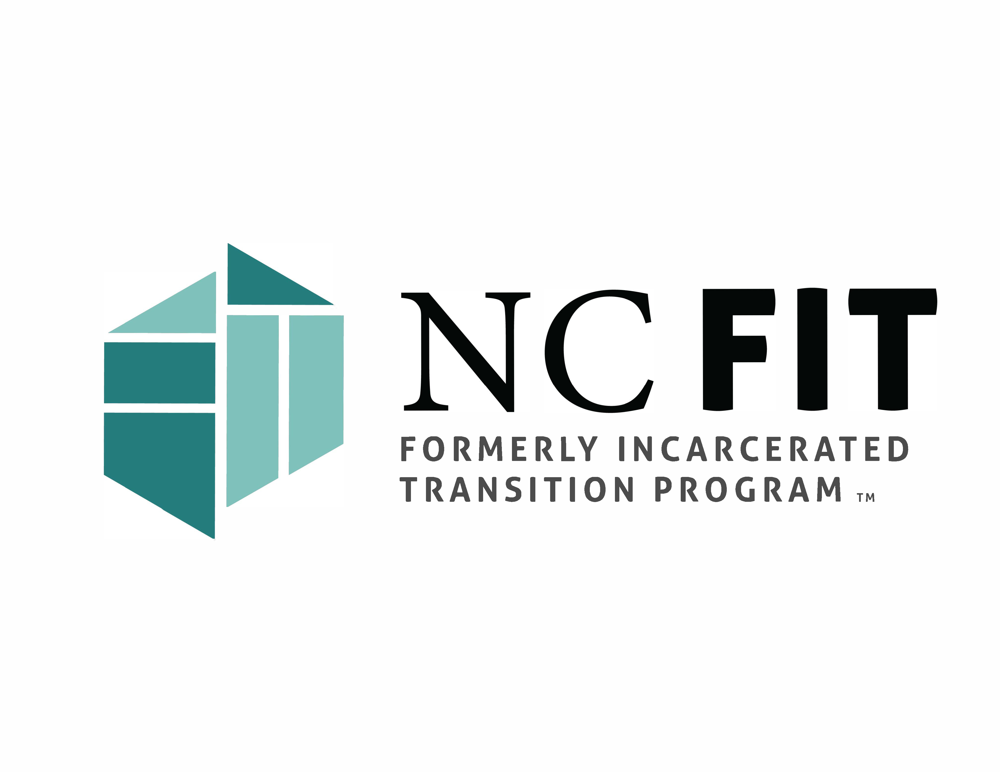 NC FIT
FORMERLY INCARCERATED
TRANSITION PROGRAM ™